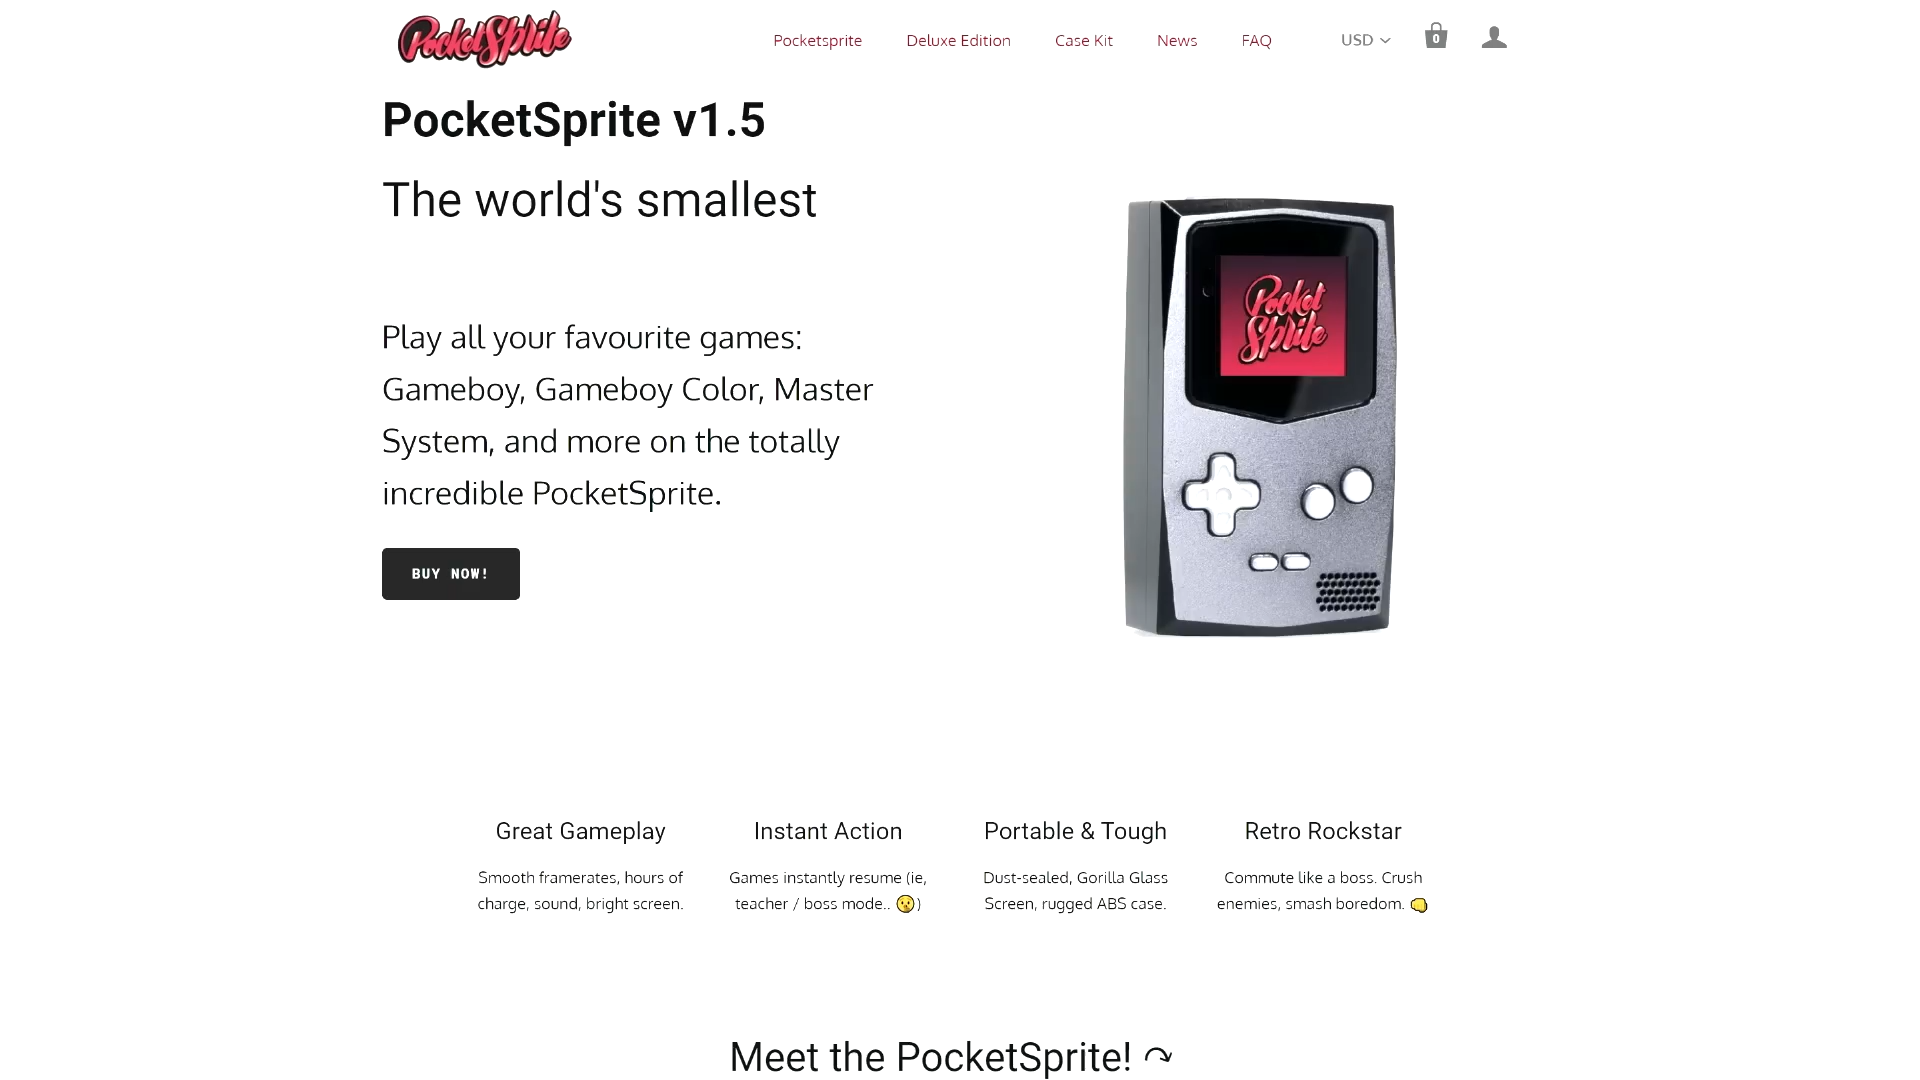 PocketSprite
Pocketsprite
Deluxe Edition
Case Kit
News
FAQ
USD
0
PocketSprite v1.5
The world's smallest
Pocket
Sprite
Play all your favourite games:
Gameboy, Gameboy Color, Master
System, and more on the totally
incredible PocketSprite.
BUY NOW!
Great Gameplay
Smooth framerates, hours of
charge, sound, bright screen.
Instant Action
Games instantly resume (ie,
teacher / boss mode.. 🤫)
Portable & Tough
Dust-sealed, Gorilla Glass
Screen, rugged ABS case.
Retro Rockstar
Commute like a boss. Crush
enemies, smash boredom. 👊
Meet the PocketSprite!